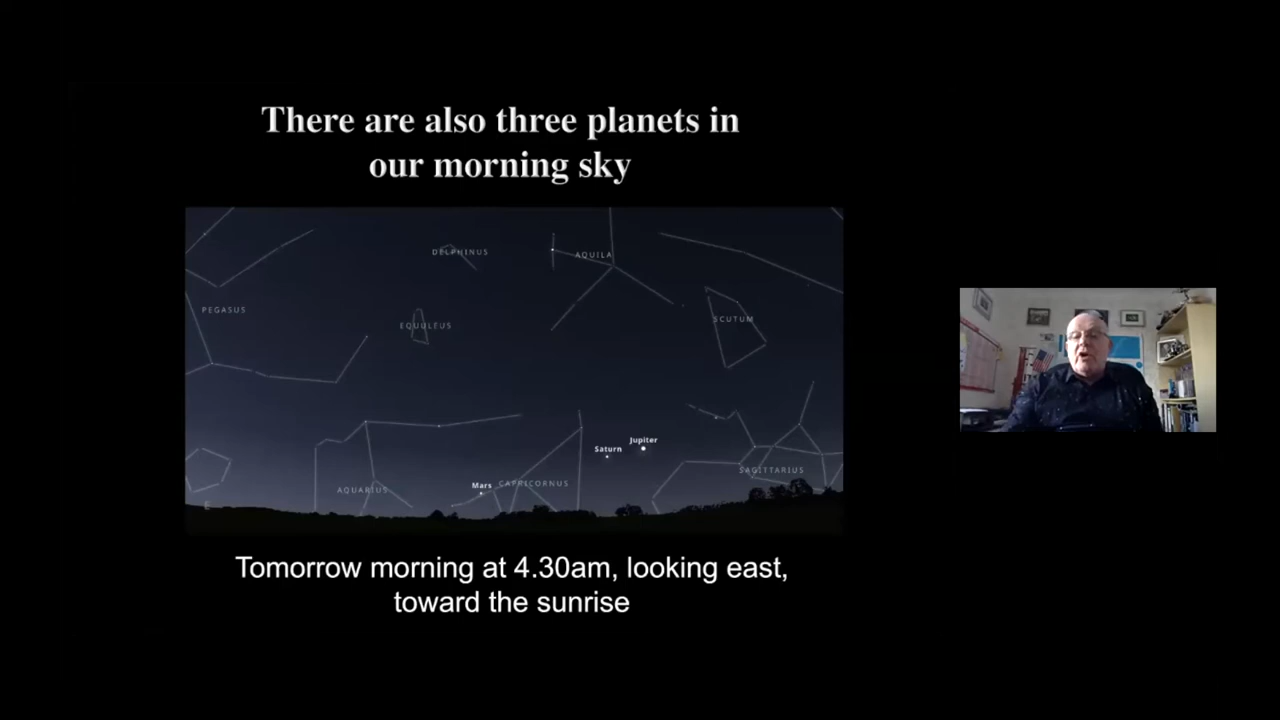 There are also three planets in
our morning sky
DELPHINUS
AQUILA
PEGASUS
EQUULEUS
SCUTUM
Jupiter
Saturn
SAGITTARIUS
Mars
CAPRICORNUS
AQUARIUS
E
Tomorrow morning at 4.30am, looking east,
toward the sunrise